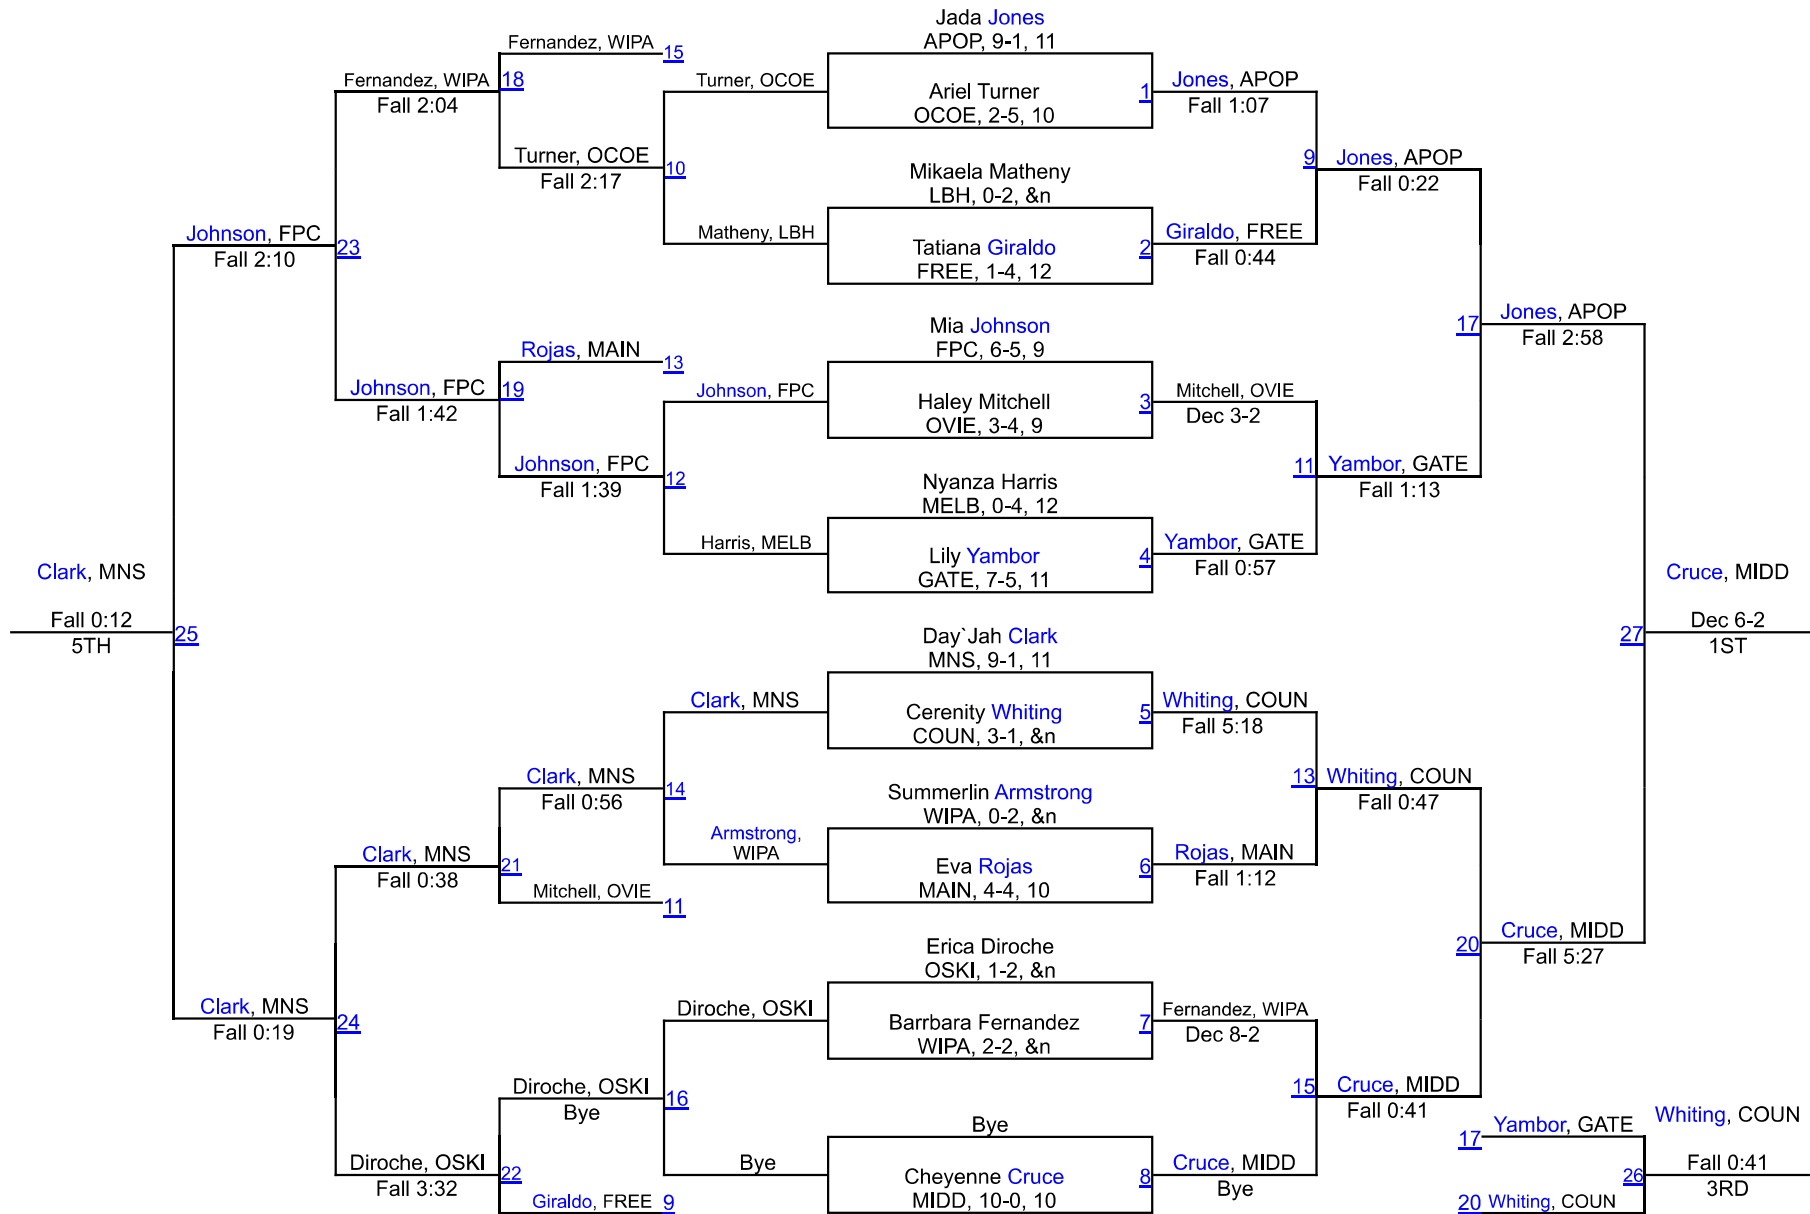 Jada Jones
APOP, 9-1, 11
Fernandez, WIPA
15
Fernandez, WIPA
18
Turner, OCOE
Jones, APOP
Fall 2:04
Ariel Turner
1
Fall 1:07
OCOE, 2-5, 10
Turner, OCOE
10
9
Jones, APOP
Fall 2:17
Mikaela Matheny
Fall 0:22
LBH, 0-2, &n
Johnson, FPC
23
Matheny, LBH
Giraldo, FREE
Fall 2:10
Tatiana Giraldo
2
Fall 0:44
FREE, 1-4, 12
Mia Johnson
17
Jones, APOP
FPC, 6-5, 9
Fall 2:58
Rojas, MAIN
13
Johnson, FPC
19
Johnson, FPC
Mitchell, OVIE
Fall 1:42
Haley Mitchell
3
Dec 3-2
OVIE, 3-4, 9
Johnson, FPC
12
11
Yambor, GATE
Fall 1:39
Nyanza Harris
Fall 1:13
MELB, 0-4, 12
Harris, MELB
Yambor, GATE
Lily Yambor
4
Fall 0:57
GATE, 7-5, 11
Clark, MNS
Cruce, MIDD
Fall 0:12
25
27
Dec 6-2
5TH
1ST
Day`Jah Clark
MNS, 9-1, 11
Clark, MNS
Whiting, COUN
Cerenity Whiting
5
Fall 5:18
COUN, 3-1, &n
Clark, MNS
14
13
Whiting, COUN
Fall 0:56
Summerlin Armstrong
Fall 0:47
WIPA, 0-2, &n
Armstrong,
WIPA
Clark, MNS
21
Rojas, MAIN
Fall 0:38
Eva Rojas
6
Fall 1:12
MAIN, 4-4, 10
Mitchell, OVIE
11
Erica Diroche
20
Cruce, MIDD
OSKI, 1-2, &n
Fall 5:27
Clark, MNS
24
Diroche, OSKI
Fernandez, WIPA
Fall 0:19
Barrbara Fernandez
7
Dec 8-2
WIPA, 2-2, &n
Diroche, OSKI
16
15
Cruce, MIDD
Bye
Fall 0:41
Bye
17
Yambor, GATE
Whiting, COUN
Diroche, OSKI
22
Bye
Cruce, MIDD
Fall 3:32
Cheyenne Cruce
8
Bye
26
Fall 0:41
MIDD, 10-0, 10
3RD
Giraldo, FREE
9
20
Whiting, COUN